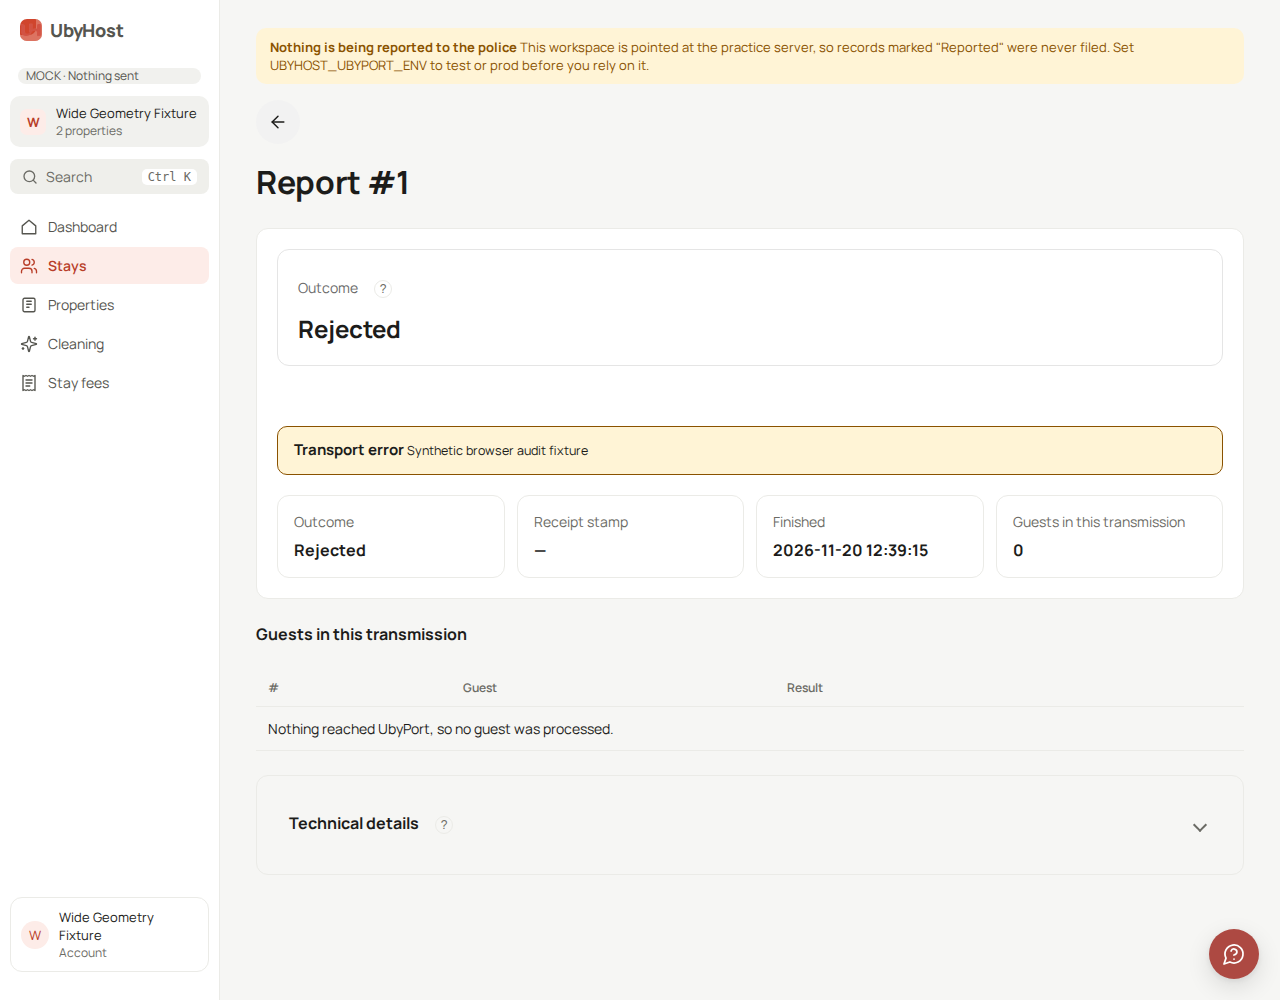 UbyHost
MOCK · Nothing sent
W
Wide Geometry Fixture
2 properties
Search
Ctrl K
Dashboard
Stays
Properties
Cleaning
Stay fees
W
Wide Geometry
Fixture
Account
Nothing is being reported to the police This workspace is pointed at the practice server, so records marked "Reported" were never filed. Set
UBYHOST_UBYPORT_ENV to test or prod before you rely on it.
Report #1
Outcome ?
Rejected
Transport error Synthetic browser audit fixture
Outcome
Rejected
Receipt stamp
—
Finished
2026-11-20 12:39:15
Guests in this transmission
0
Guests in this transmission
# Guest Result
Nothing reached UbyPort, so no guest was processed.
Technical details ?